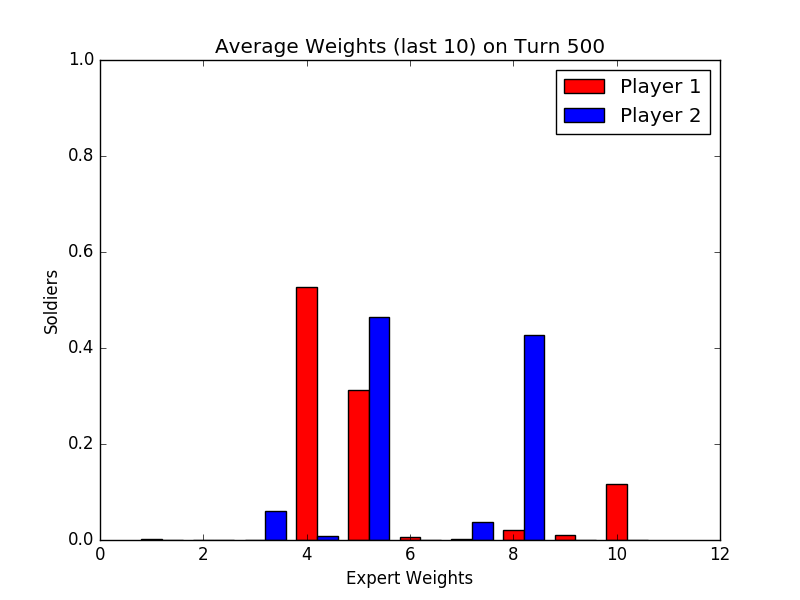 Average Weights (last 10) on Turn 500
1.0
0.8
0.6
0.4
0.2
0.0
Soldiers
Player 1
Player 2
0 2 4 6 8 10 12
Expert Weights